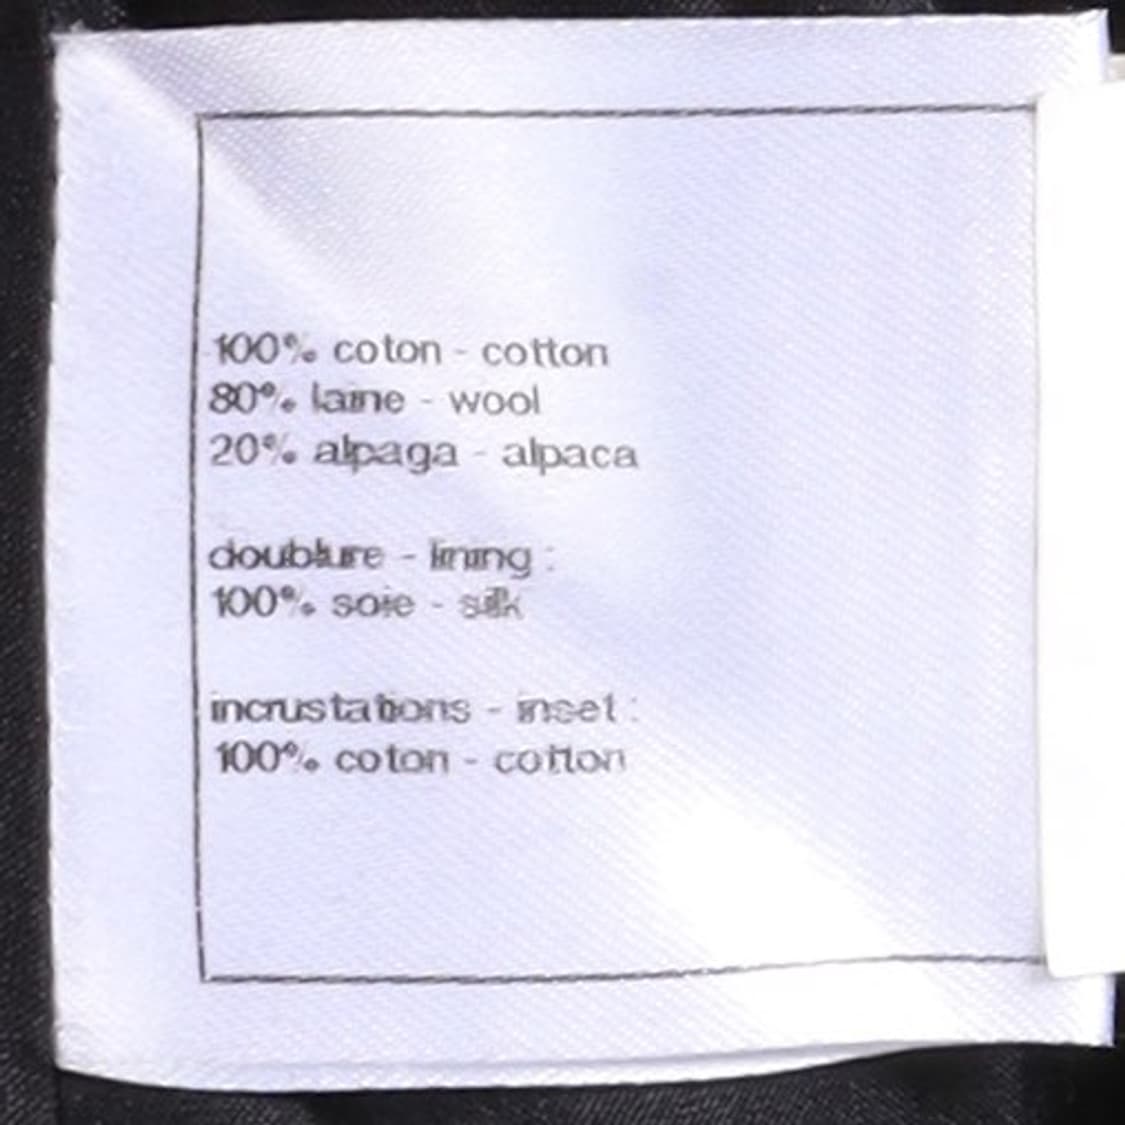 100% coton - cotton
80% laine - wool
20% alpaga - alpaca
doublure - lining :
100% soie - silk
incrustations - inset :
100% coton - cotton